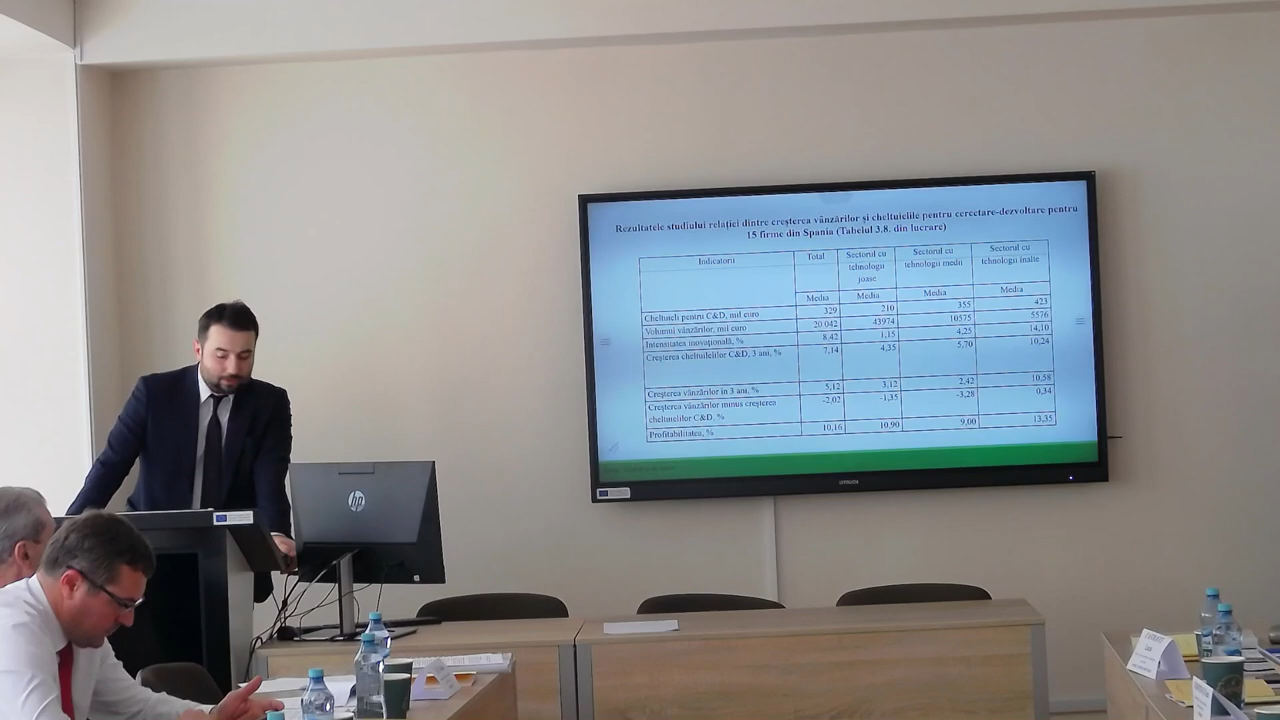 Rezultatele studiului relației dintre creșterea vânzărilor și cheltuielile pentru cercetare-dezvoltare pentru
15 firme din Spania (Tabelul 3.8. din lucrare)
Indicatorii Total Sectorul cu tehnologii joase Sectorul cu tehnologii medii Sectorul cu tehnologii înalte
Media Media Media Media
Cheltuieli pentru C&D, mil euro 329 210 355 423
Volumul vânzărilor, mil euro 20 042 43974 10575 5576
Intensitatea inovațională, % 8,42 1,15 4,25 14,10
Creșterea cheltuielilor C&D, 3 ani, % 7,14 4,35 5,70 10,24
Creșterea vânzărilor în 3 ani, % 5,12 3,12 2,42 10,58
Creșterea vânzărilor minus creșterea
cheltuielilor C&D, % -2,02 -1,35 -3,28 0,34
Profitabilitatea, % 10,16 10,90 9,00 13,35
hp